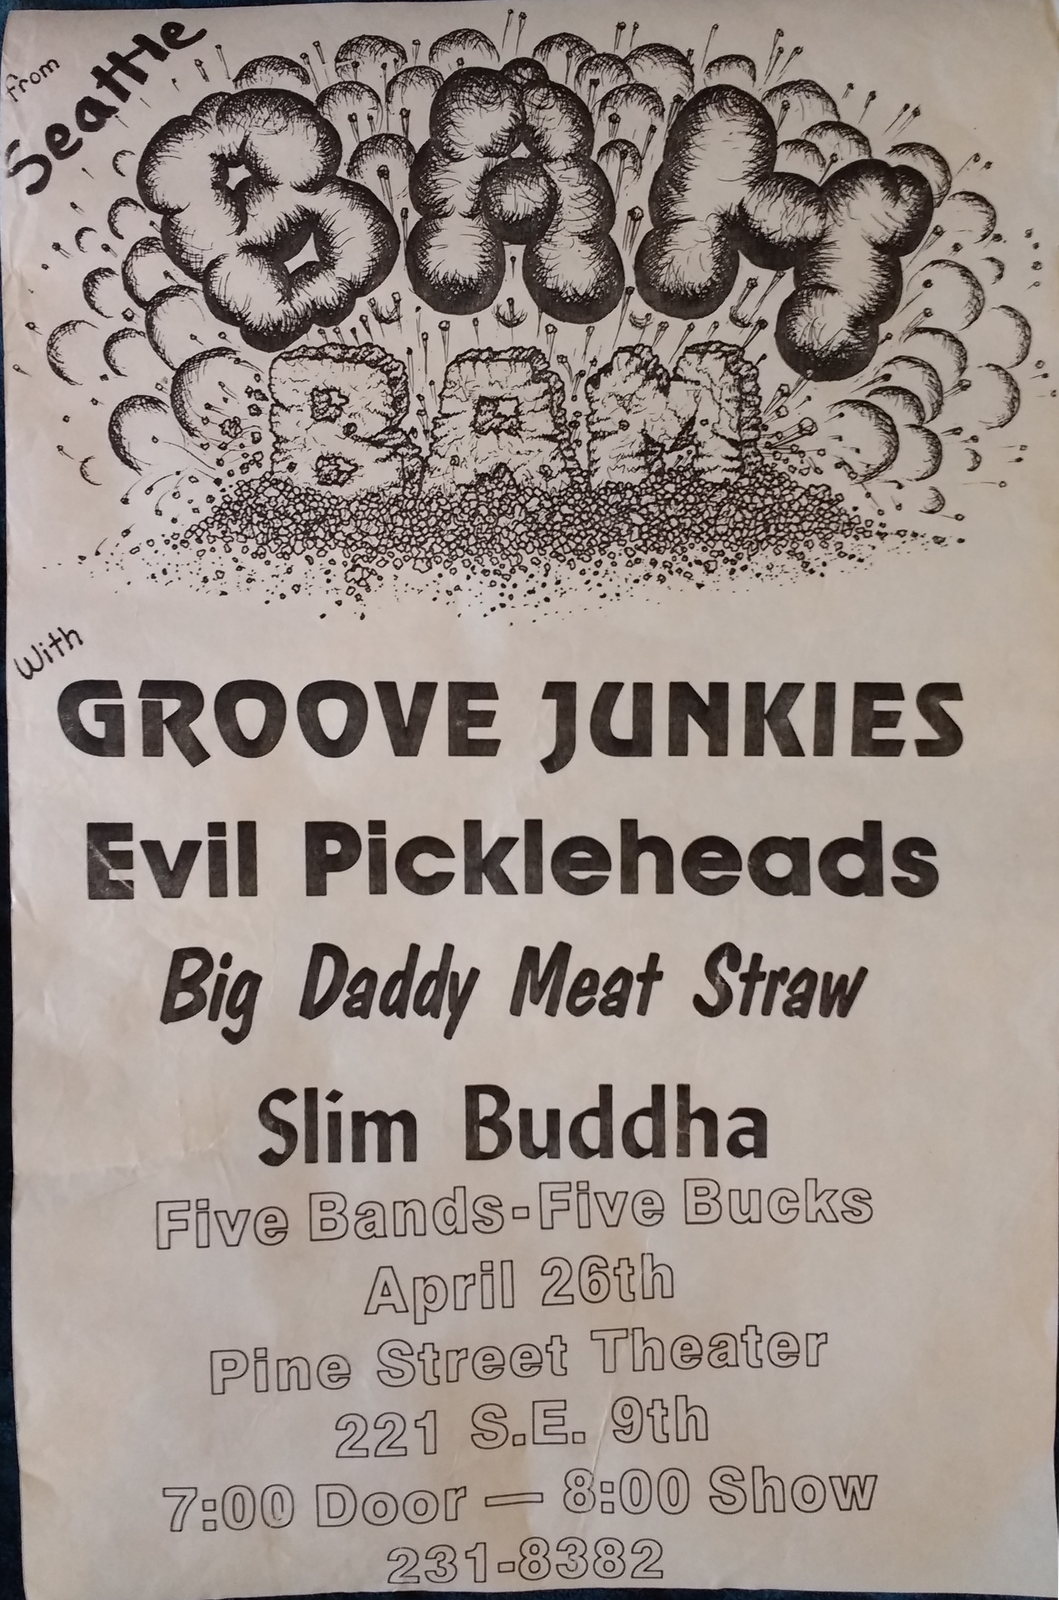 from
Seattle
BAM
BAM
With
GROOVE JUNKIES
Evil Pickleheads
Big Daddy Meat Straw
Slim Buddha
Five Bands-Five Bucks
April 26th
Pine Street Theater
221 S.E. 9th
7:00 Door — 8:00 Show
231-8382